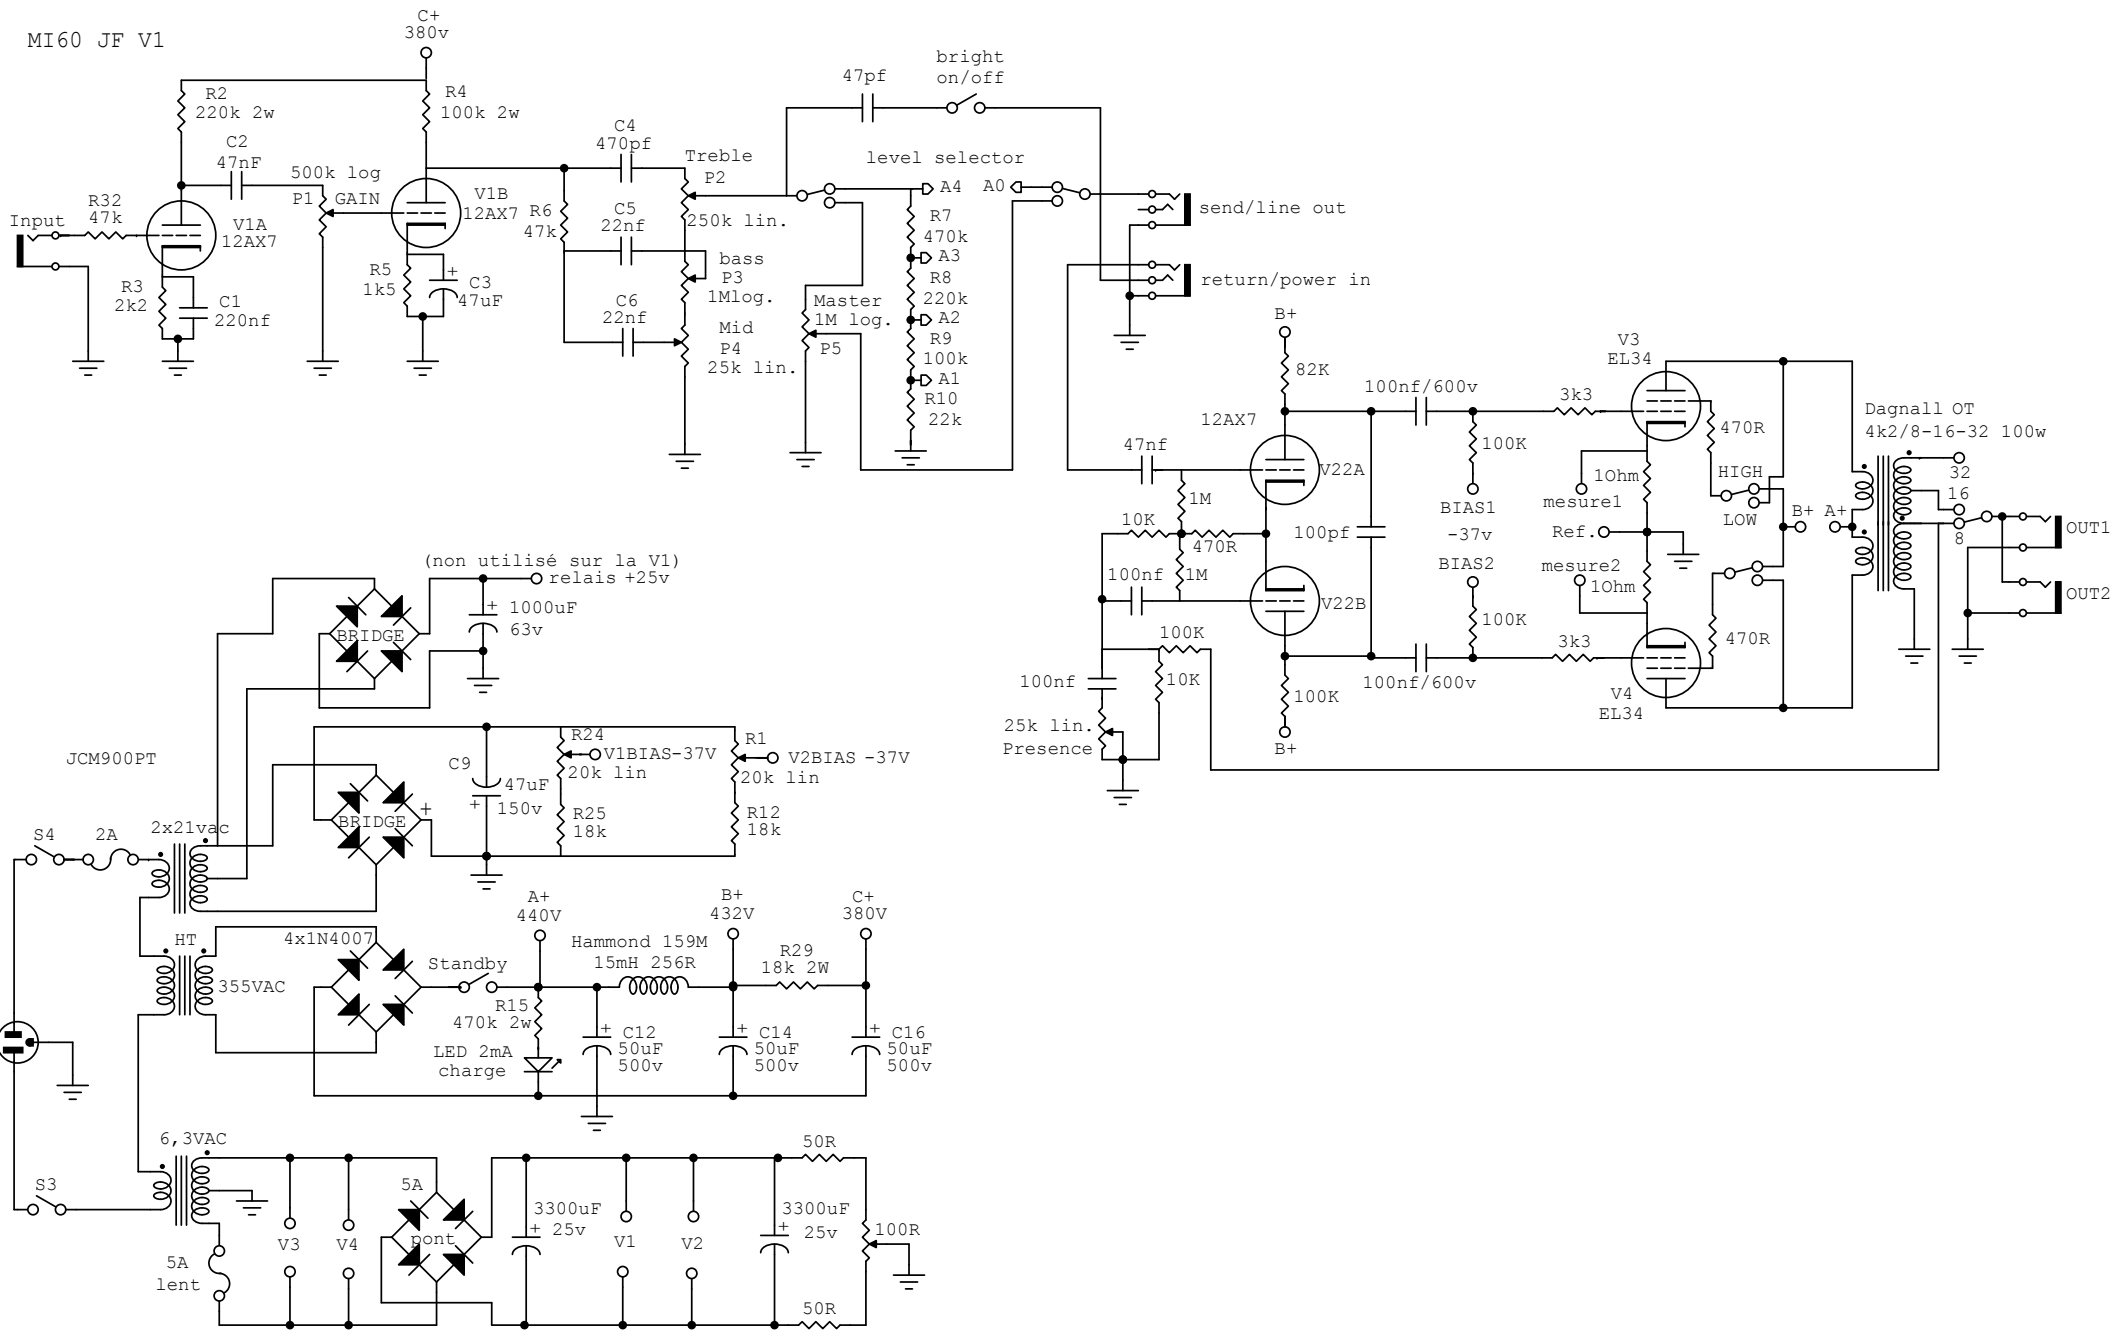 MI60 JF V1
C+
380v
R2
220k 2w
R4
100k 2w
C2
47nF
500k log
P1 GAIN
R32
47k
Input
V1A
12AX7
V1B
12AX7
R3
2k2
C1
220nf
R5
1k5
+
C3
47uF
C4
470pf
R6
47k
C5
22nf
C6
22nf
Treble
P2
250k lin.
bass
P3
1Mlog.
Mid
P4
25k lin.
47pf
bright
on/off
level selector
A4
A0
R7
470k
A3
R8
220k
A2
R9
100k
A1
R10
22k
Master
1M log.
P5
send/line out
return/power in
B+
82K
12AX7
47nf
V22A
1M
10K
470R
1M
100nf
V22B
100K
10K
100nf
25k lin.
Presence
100K
B+
100pf
100nf/600v
100K
BIAS1
-37v
BIAS2
100K
100nf/600v
3k3
V3
EL34
470R
1Ohm
mesure1
Ref.
mesure2
1Ohm
HIGH
LOW
B+
A+
3k3
470R
V4
EL34
Dagnall OT
4k2/8-16-32 100w
32
16
8
OUT1
OUT2
(non utilisé sur la V1)
relais +25v
BRIDGE
+
1000uF
63v
JCM900PT
R24
V1BIAS-37V
20k lin
R1
V2BIAS -37V
20k lin
C9
47uF
+
150v
BRIDGE
+
R25
18k
R12
18k
S4
2A
2x21vac
HT
355VAC
4x1N4007
Standby
A+
440V
Hammond 159M
15mH 256R
B+
432V
C+
380V
R29
18k 2W
R15
470k 2w
LED 2mA
charge
+
C12
50uF
500v
+
C14
50uF
500v
+
C16
50uF
500v
6,3VAC
S3
5A
lent
V3
V4
5A
pont
3300uF
+
25v
V1
V2
3300uF
+
25v
50R
100R
50R